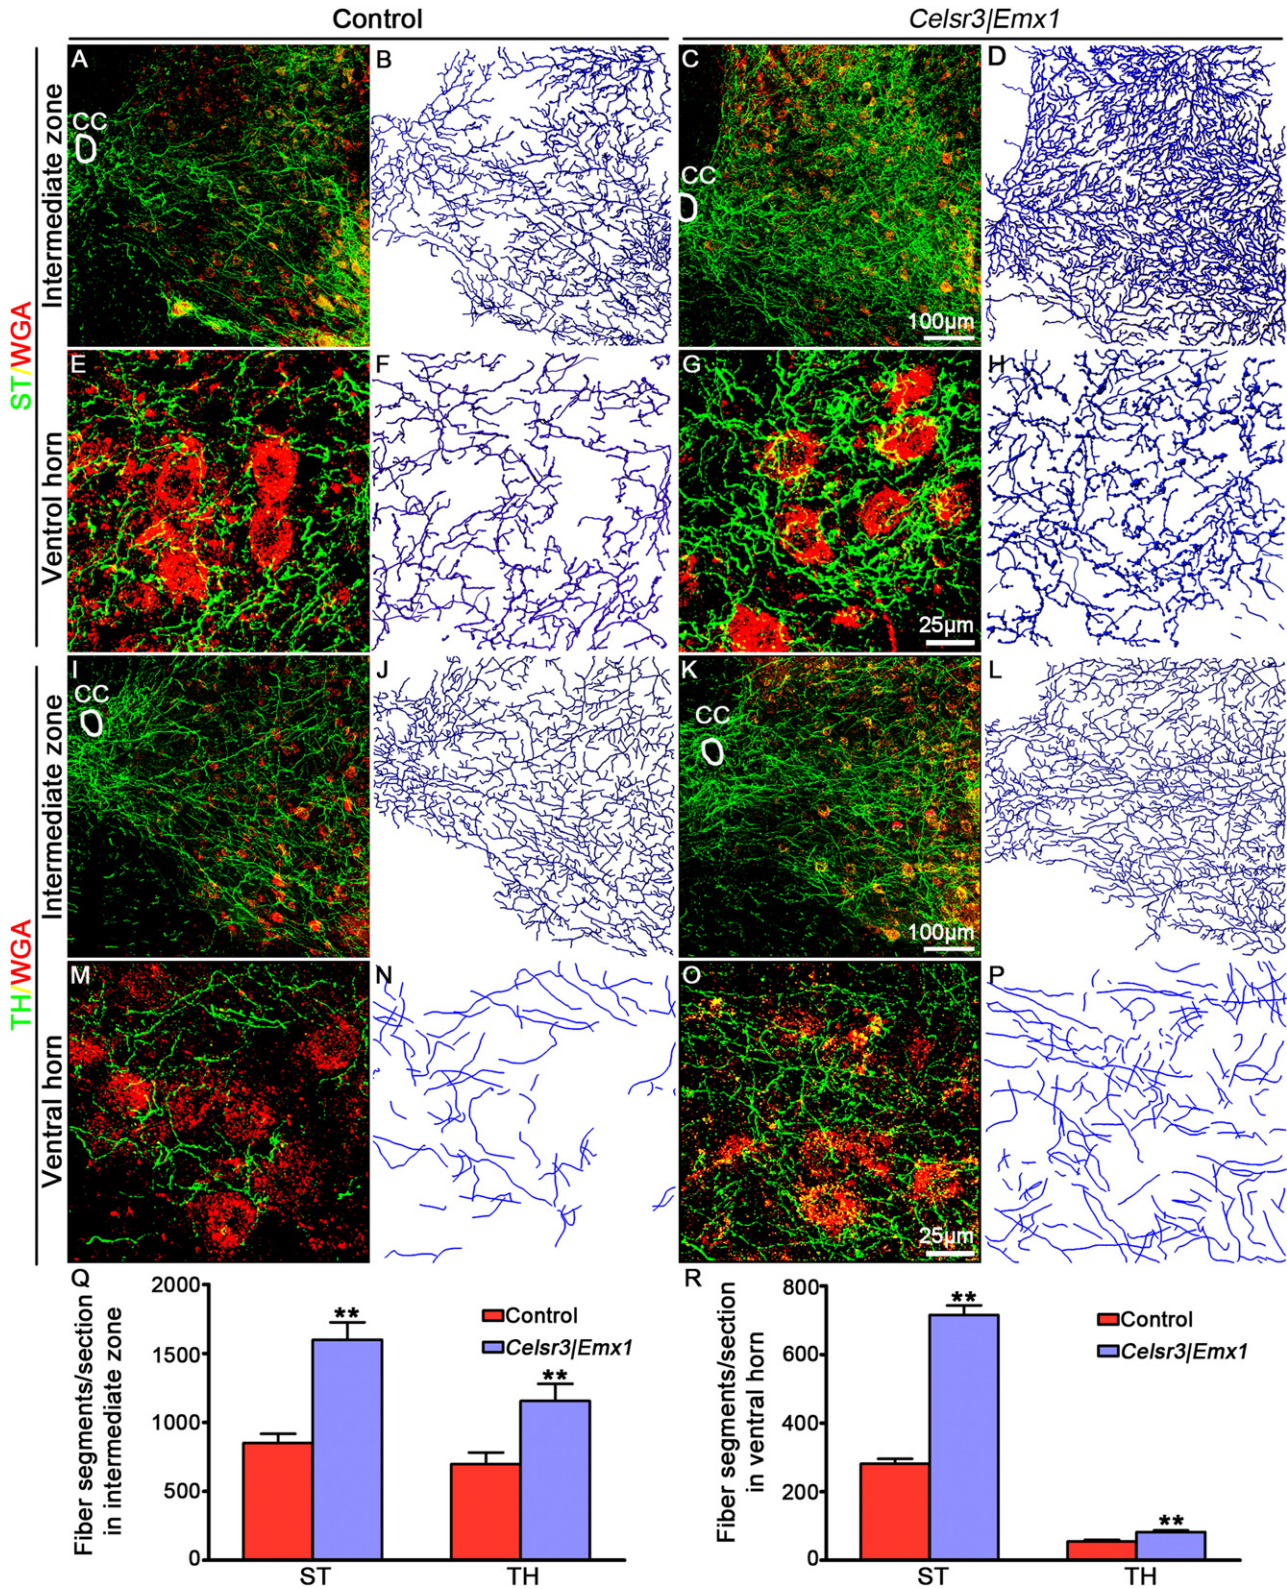 Control
Celsr3|Emx1
ST/WGA
Intermediate zone
A
CC
B
C
CC
100µm
D
Ventral horn
E
F
G
25µm
H
TH/WGA
Intermediate zone
I
CC
J
K
CC
100µm
L
Ventral horn
M
N
O
25µm
P
Q
Fiber segments/section
in intermediate zone
2000
1500
1000
500
0
**
**
Control
Celsr3|Emx1
ST
TH
R
Fiber segments/section
in ventral horn
800
600
400
200
0
**
**
Control
Celsr3|Emx1
ST
TH